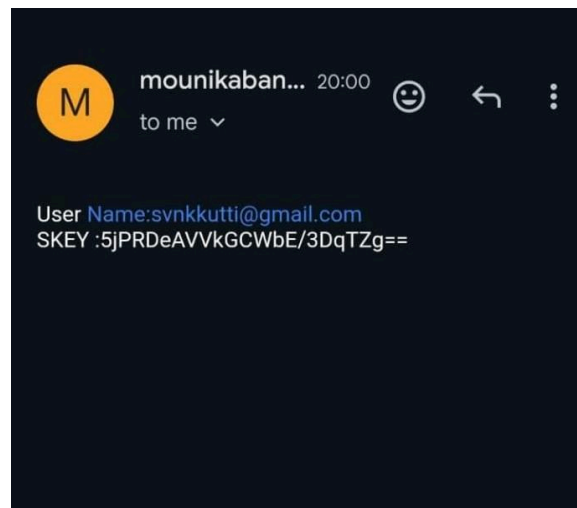 M
mounikaban... 20:00
to me
User Name:svnkkutti@gmail.com
SKEY :5jPRDeAVVkGCWbE/3DqTZg==